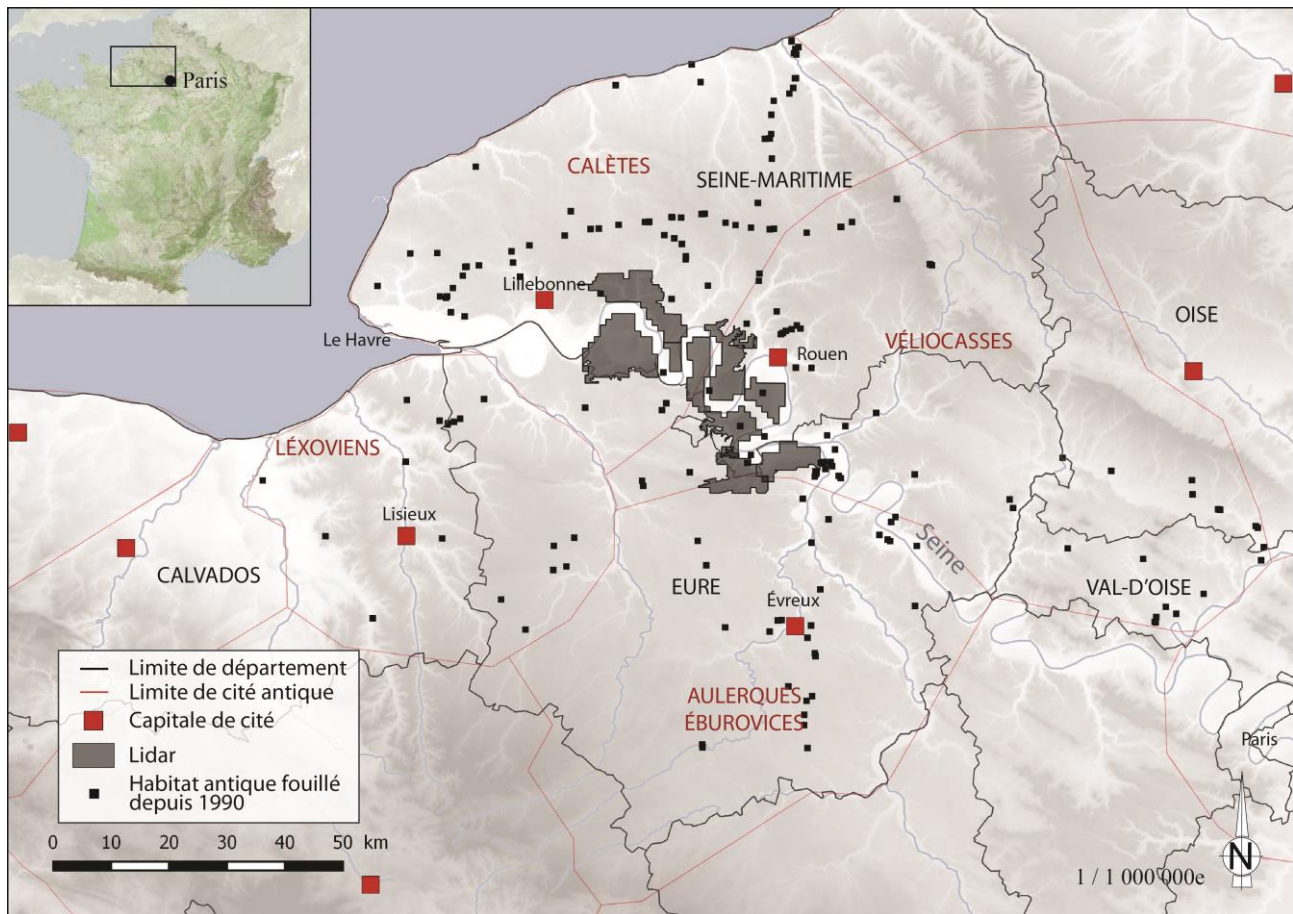 Paris
CALÈTES
SEINE-MARITIME
Lillebonne
OISE
Le Havre
Rouen
VÉLIOCASSES
LÉXOVIENS
Lisieux
Seine
CALVADOS
EURE
VAL-D'OISE
Évreux
AULERQUES
ÉBUROVICES
Paris
Limite de département
Limite de cité antique
Capitale de cité
Lidar
Habitat antique fouillé
depuis 1990
0 10 20 30 40 50 km
N
1 / 1 000 000e